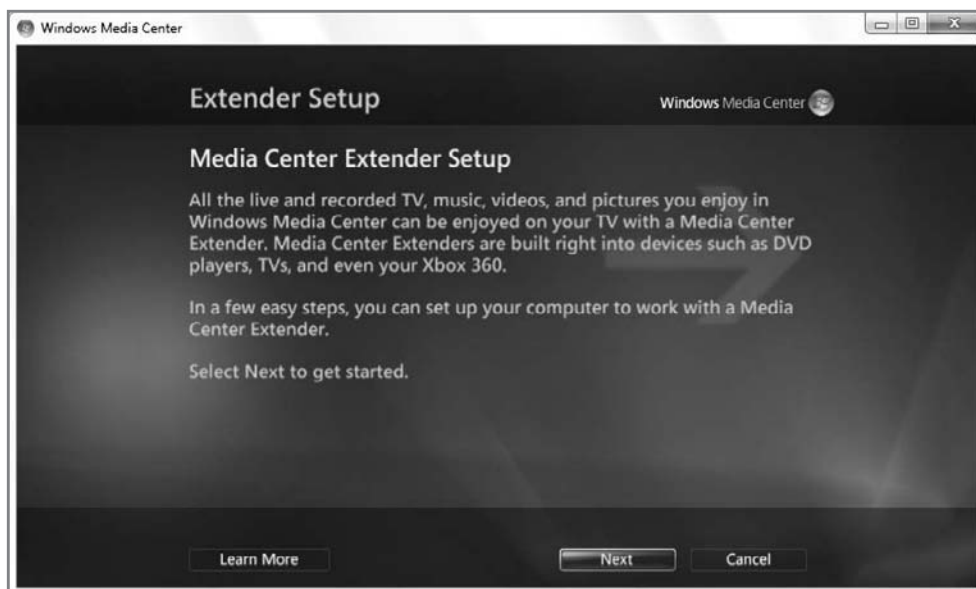 Windows Media Center
Extender Setup
Windows Media Center
Media Center Extender Setup
All the live and recorded TV, music, videos, and pictures you enjoy in
Windows Media Center can be enjoyed on your TV with a Media Center
Extender. Media Center Extenders are built right into devices such as DVD
players, TVs, and even your Xbox 360.
In a few easy steps, you can set up your computer to work with a Media
Center Extender.
Select Next to get started.
Learn More
Next
Cancel